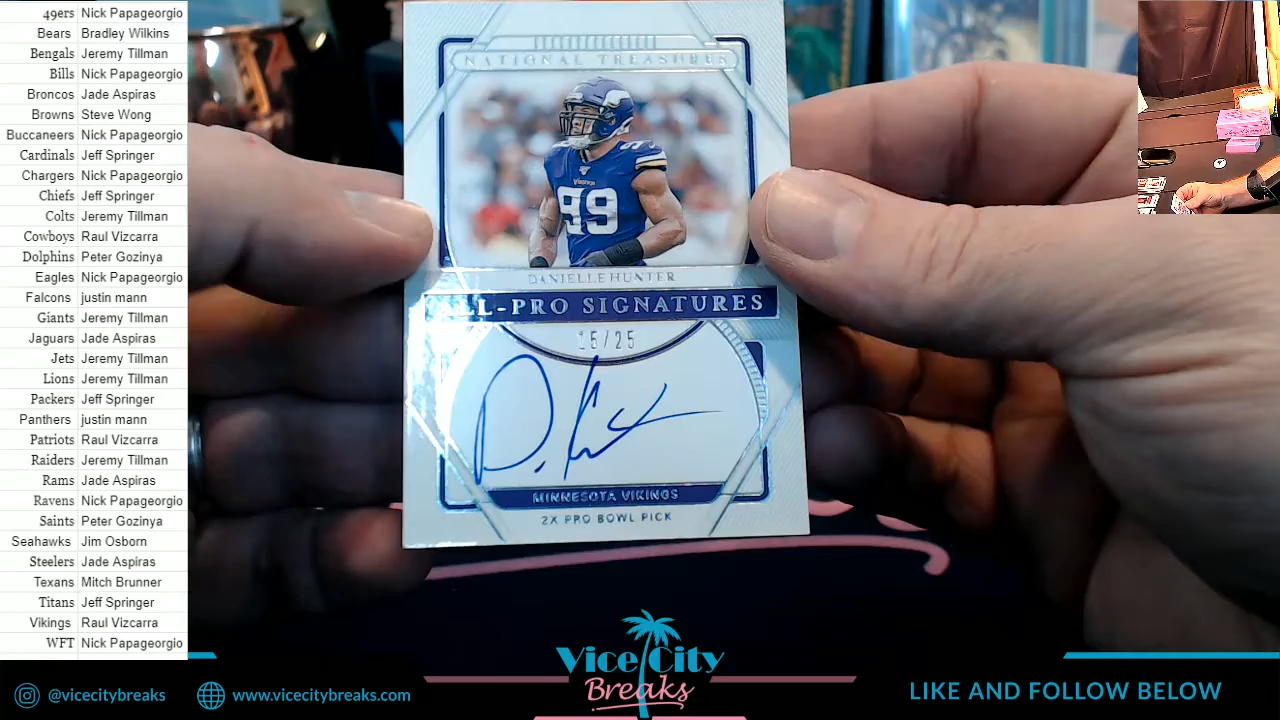 49ers Nick Papageorgio
Bears Bradley Wilkins
Bengals Jeremy Tillman
Bills Nick Papageorgio
Broncos Jade Aspiras
Browns Steve Wong
Buccaneers Nick Papageorgio
Cardinals Jeff Springer
Chargers Nick Papageorgio
Chiefs Jeff Springer
Colts Jeremy Tillman
Cowboys Raul Vizcarra
Dolphins Peter Gozinya
Eagles Nick Papageorgio
Falcons justin mann
Giants Jeremy Tillman
Jaguars Jade Aspiras
Jets Jeremy Tillman
Lions Jeremy Tillman
Packers Jeff Springer
Panthers justin mann
Patriots Raul Vizcarra
Raiders Jeremy Tillman
Rams Jade Aspiras
Ravens Nick Papageorgio
Saints Peter Gozinya
Seahawks Jim Osborn
Steelers Jade Aspiras
Texans Mitch Brunner
Titans Jeff Springer
Vikings Raul Vizcarra
WFT Nick Papageorgio
NATIONAL TREASURES
99
DANIELLE HUNTER
ALL-PRO SIGNATURES
15/25
MINNESOTA VIKINGS
2X PRO BOWL PICK
@vicecitybreaks
www.vicecitybreaks.com
Vice City
Breaks
LIKE AND FOLLOW BELOW